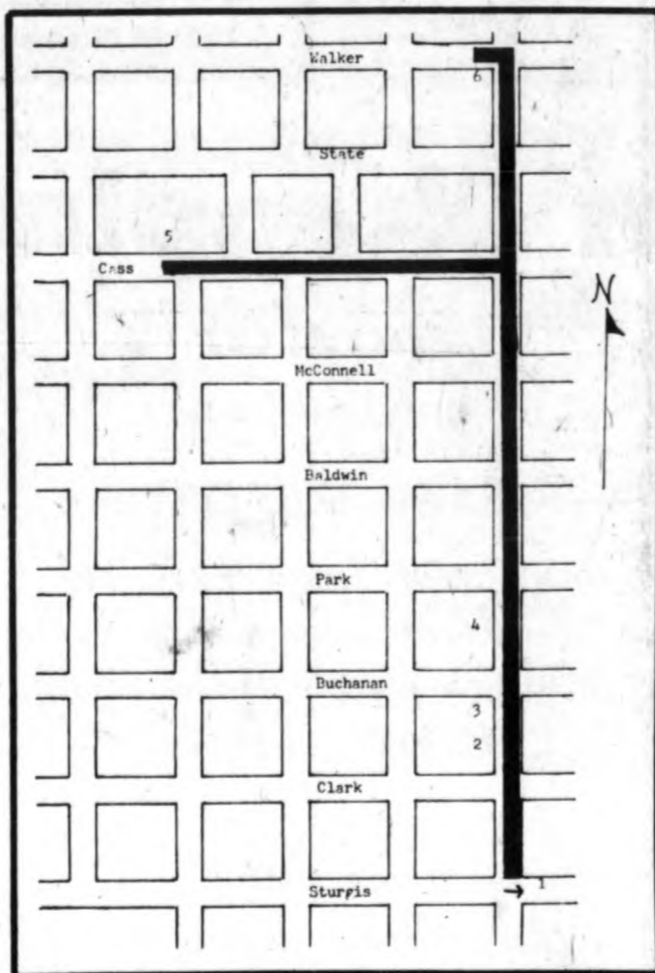 Walker
6
State
5
Cass
N
McConnell
Baldwin
Park
4
Buchanan
3
2
Clark
1
Sturgis